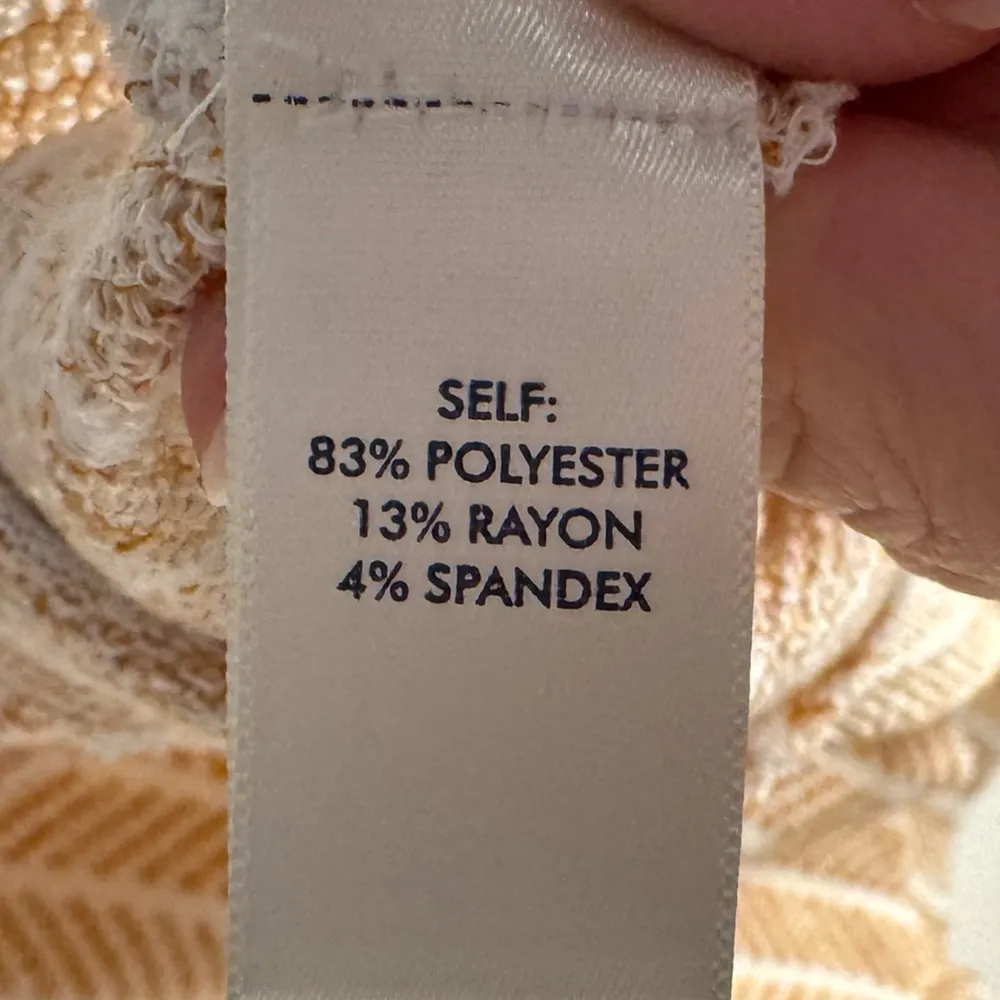 SELF:
83% POLYESTER
13% RAYON
4% SPANDEX